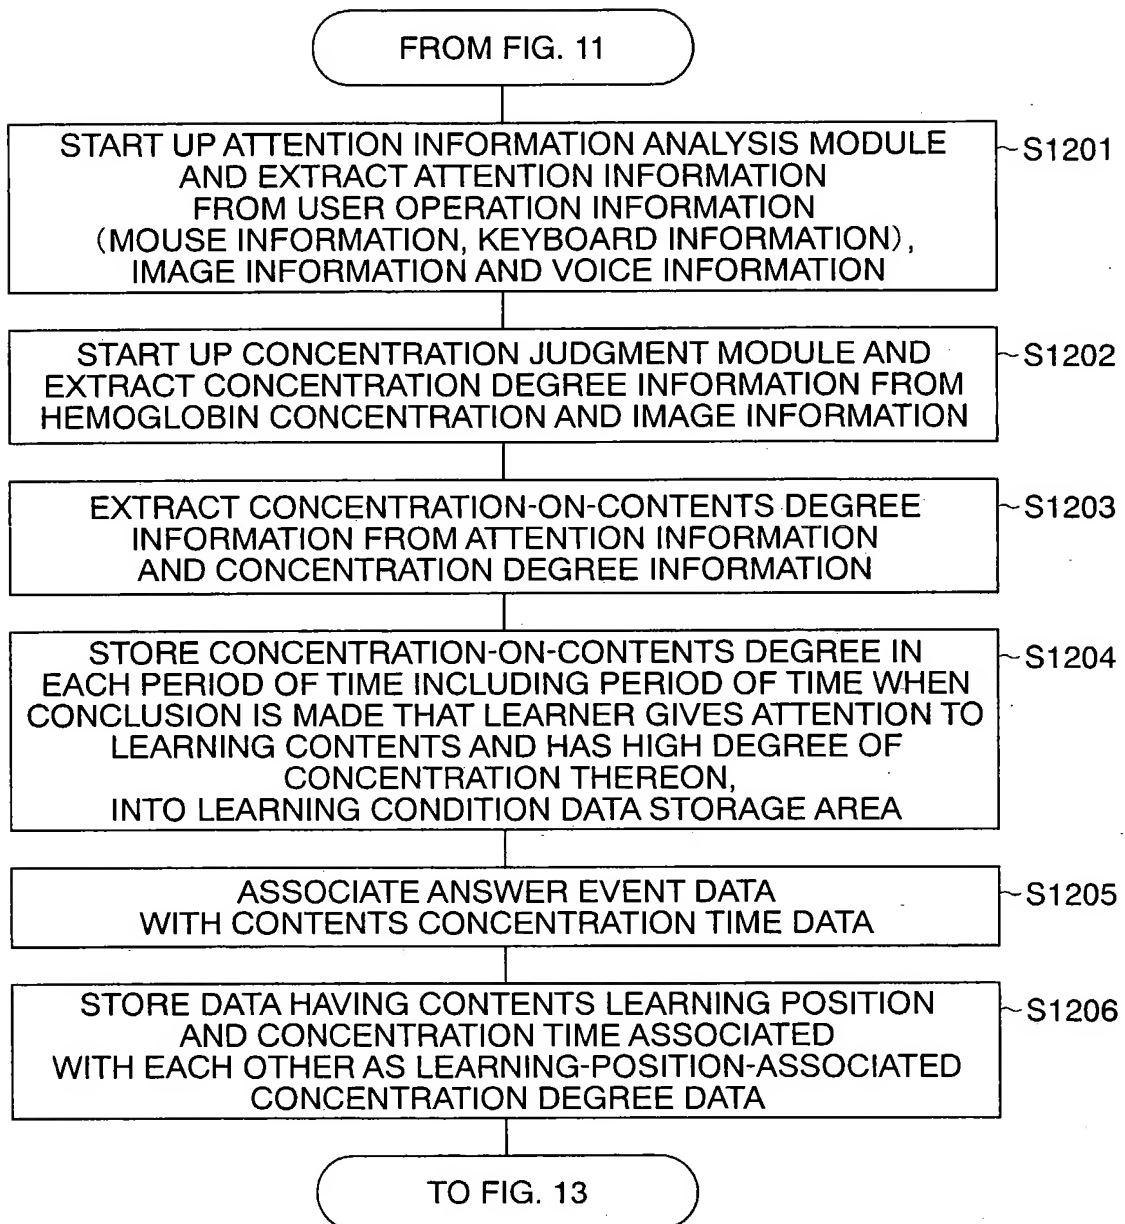 FROM FIG. 11
START UP ATTENTION INFORMATION ANALYSIS MODULE
AND EXTRACT ATTENTION INFORMATION
FROM USER OPERATION INFORMATION
(MOUSE INFORMATION, KEYBOARD INFORMATION),
IMAGE INFORMATION AND VOICE INFORMATION
S1201
START UP CONCENTRATION JUDGMENT MODULE AND
EXTRACT CONCENTRATION DEGREE INFORMATION FROM
HEMOGLOBIN CONCENTRATION AND IMAGE INFORMATION
S1202
EXTRACT CONCENTRATION-ON-CONTENTS DEGREE
INFORMATION FROM ATTENTION INFORMATION
AND CONCENTRATION DEGREE INFORMATION
S1203
STORE CONCENTRATION-ON-CONTENTS DEGREE IN
EACH PERIOD OF TIME INCLUDING PERIOD OF TIME WHEN
CONCLUSION IS MADE THAT LEARNER GIVES ATTENTION TO
LEARNING CONTENTS AND HAS HIGH DEGREE OF
CONCENTRATION THEREON,
INTO LEARNING CONDITION DATA STORAGE AREA
S1204
ASSOCIATE ANSWER EVENT DATA
WITH CONTENTS CONCENTRATION TIME DATA
S1205
STORE DATA HAVING CONTENTS LEARNING POSITION
AND CONCENTRATION TIME ASSOCIATED
WITH EACH OTHER AS LEARNING-POSITION-ASSOCIATED
CONCENTRATION DEGREE DATA
S1206
TO FIG. 13